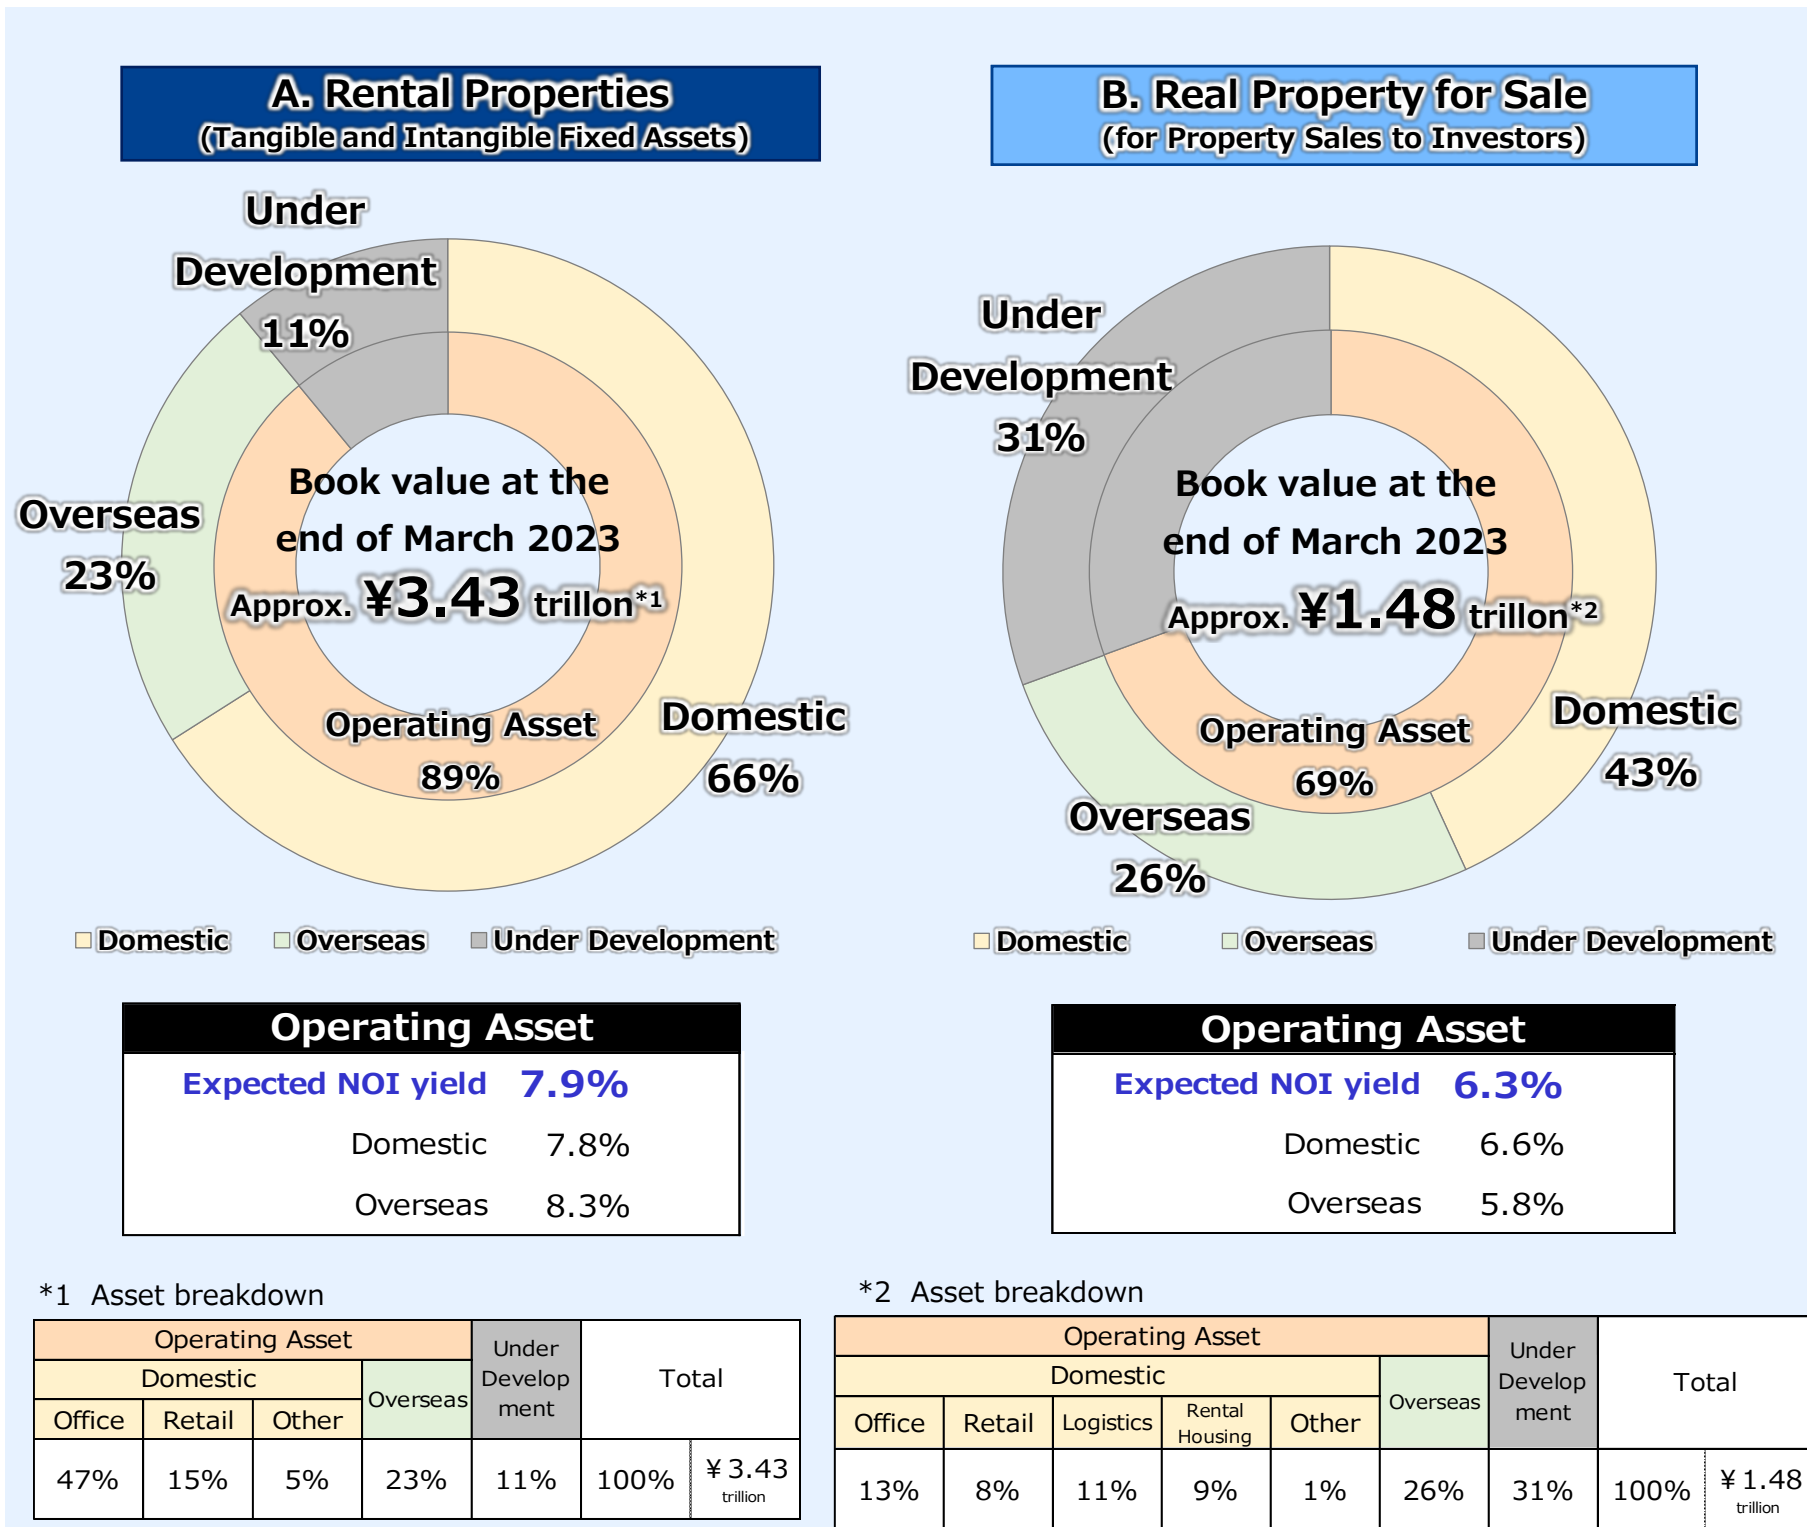 A. Rental Properties
(Tangible and Intangible Fixed Assets)
Under
Development
11%
Overseas
23%
Book value at the
end of March 2023
Approx. ¥3.43 trillon*1
Operating Asset
89%
Domestic
66%
Domestic Overseas Under Development
Operating Asset
Expected NOI yield 7.9%
Domestic 7.8%
Overseas 8.3%
*1 Asset breakdown
Operating Asset
Under
Develop
ment
Total
Domestic
Overseas
Office Retail Other
47% 15% 5% 23% 11% 100% ¥3.43
trillion
B. Real Property for Sale
(for Property Sales to Investors)
Under
Development
31%
Book value at the
end of March 2023
Approx. ¥1.48 trillon*2
Operating Asset
69%
Domestic
43%
Overseas
26%
Domestic Overseas Under Development
Operating Asset
Expected NOI yield 6.3%
Domestic 6.6%
Overseas 5.8%
*2 Asset breakdown
Operating Asset
Under
Develop
ment
Total
Domestic
Overseas
Office Retail Logistics Rental
Housing
Other
13% 8% 11% 9% 1% 26% 31% 100% ¥1.48
trillion